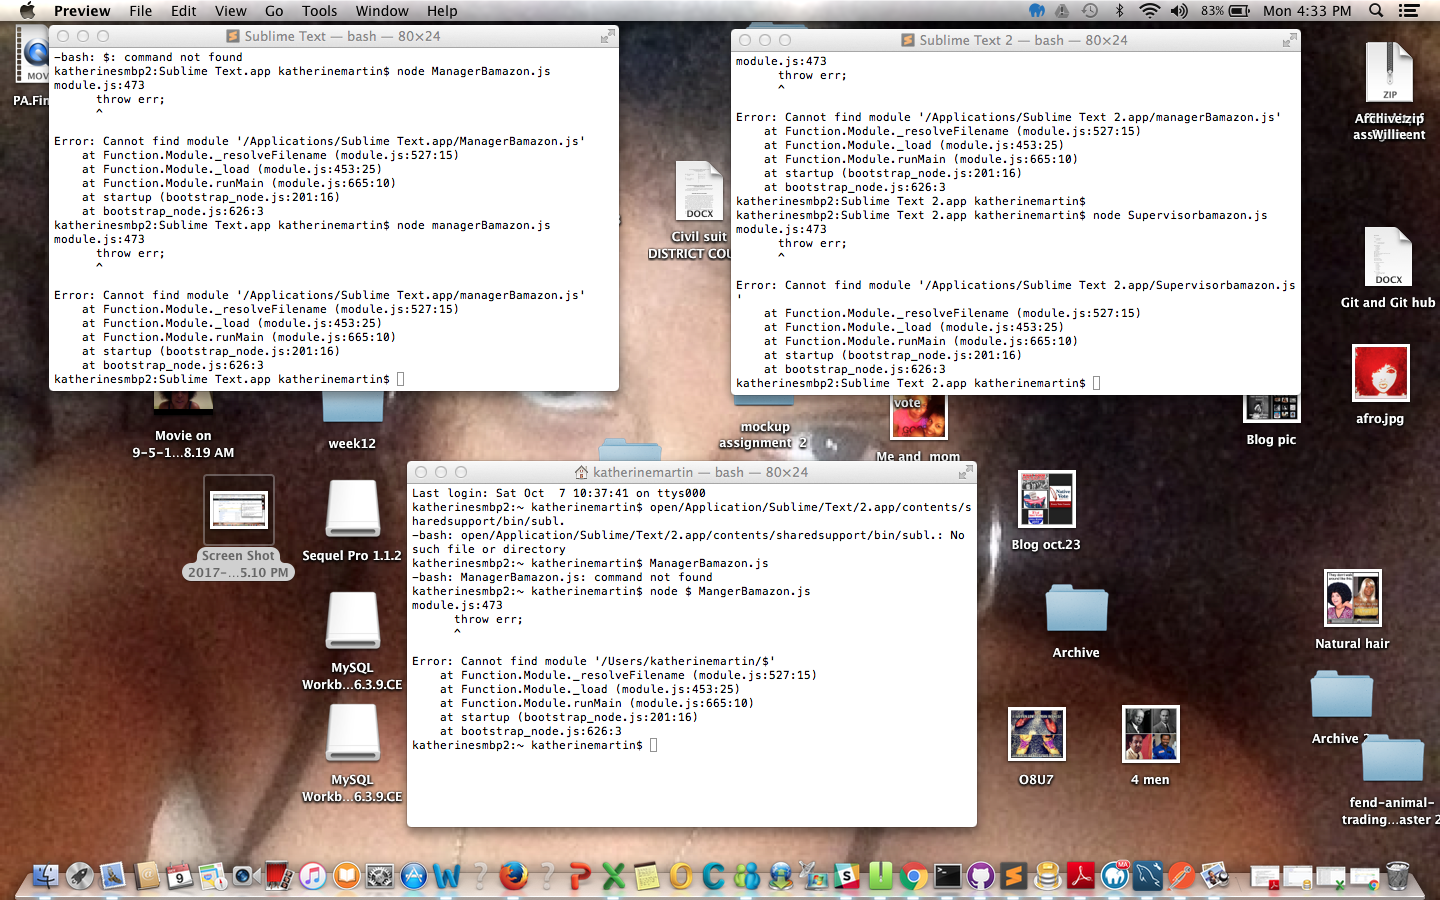 Preview File Edit View Go Tools Window Help
83% Mon 4:33 PM
Sublime Text — bash — 80×24
-bash: $: command not found
katherinesmbp2:Sublime Text.app katherinemartin$ node ManagerBamazon.js
module.js:473
throw err;
^
Error: Cannot find module '/Applications/Sublime Text.app/ManagerBamazon.js'
at Function.Module._resolveFilename (module.js:527:15)
at Function.Module._load (module.js:453:25)
at Function.Module.runMain (module.js:665:10)
at startup (bootstrap_node.js:201:16)
at bootstrap_node.js:626:3
katherinesmbp2:Sublime Text.app katherinemartin$ node managerBamazon.js
module.js:473
throw err;
^
Error: Cannot find module '/Applications/Sublime Text.app/managerBamazon.js'
at Function.Module._resolveFilename (module.js:527:15)
at Function.Module._load (module.js:453:25)
at Function.Module.runMain (module.js:665:10)
at startup (bootstrap_node.js:201:16)
at bootstrap_node.js:626:3
katherinesmbp2:Sublime Text.app katherinemartin$
Sublime Text 2 — bash — 80×24
module.js:473
throw err;
^
Error: Cannot find module '/Applications/Sublime Text 2.app/managerBamazon.js'
at Function.Module._resolveFilename (module.js:527:15)
at Function.Module._load (module.js:453:25)
at Function.Module.runMain (module.js:665:10)
at startup (bootstrap_node.js:201:16)
at bootstrap_node.js:626:3
katherinesmbp2:Sublime Text 2.app katherinemartin$
katherinesmbp2:Sublime Text 2.app katherinemartin$ node Supervisorbamazon.js
module.js:473
throw err;
^
Error: Cannot find module '/Applications/Sublime Text 2.app/Supervisorbamazon.js
'
at Function.Module._resolveFilename (module.js:527:15)
at Function.Module._load (module.js:453:25)
at Function.Module.runMain (module.js:665:10)
at startup (bootstrap_node.js:201:16)
at bootstrap_node.js:626:3
katherinesmbp2:Sublime Text 2.app katherinemartin$
katherinemartin — bash — 80×24
Last login: Sat Oct  7 10:37:41 on ttys000
katherinesmbp2:~ katherinemartin$ open/Application/Sublime/Text/2.app/contents/s
haredsupport/bin/subl.
-bash: open/Application/Sublime/Text/2.app/contents/sharedsupport/bin/subl.: No
such file or directory
katherinesmbp2:~ katherinemartin$ ManagerBamazon.js
-bash: ManagerBamazon.js: command not found
katherinesmbp2:~ katherinemartin$ node $ MangerBamazon.js
module.js:473
throw err;
^
Error: Cannot find module '/Users/katherinemartin/$'
at Function.Module._resolveFilename (module.js:527:15)
at Function.Module._load (module.js:453:25)
at Function.Module.runMain (module.js:665:10)
at startup (bootstrap_node.js:201:16)
at bootstrap_node.js:626:3
katherinesmbp2:~ katherinemartin$
MOV
PA.Fin
DOCX
Civil suit
DISTRICT COU
ZIP
DOCX
Git and Git hub
afro.jpg
Movie on
9-5-1...8.19 AM
week12
mockup
assignment 2
vote
Me and mom
Blog pic
Screen Shot
2017-...5.10 PM
Sequel Pro 1.1.2
Blog oct.23
MySQL
Workb...6.3.9.CE
Archive
Natural hair
MySQL
Workb...6.3.9.CE
O8U7
4 men
Archive 2
fend-animal-
trading...aster 2